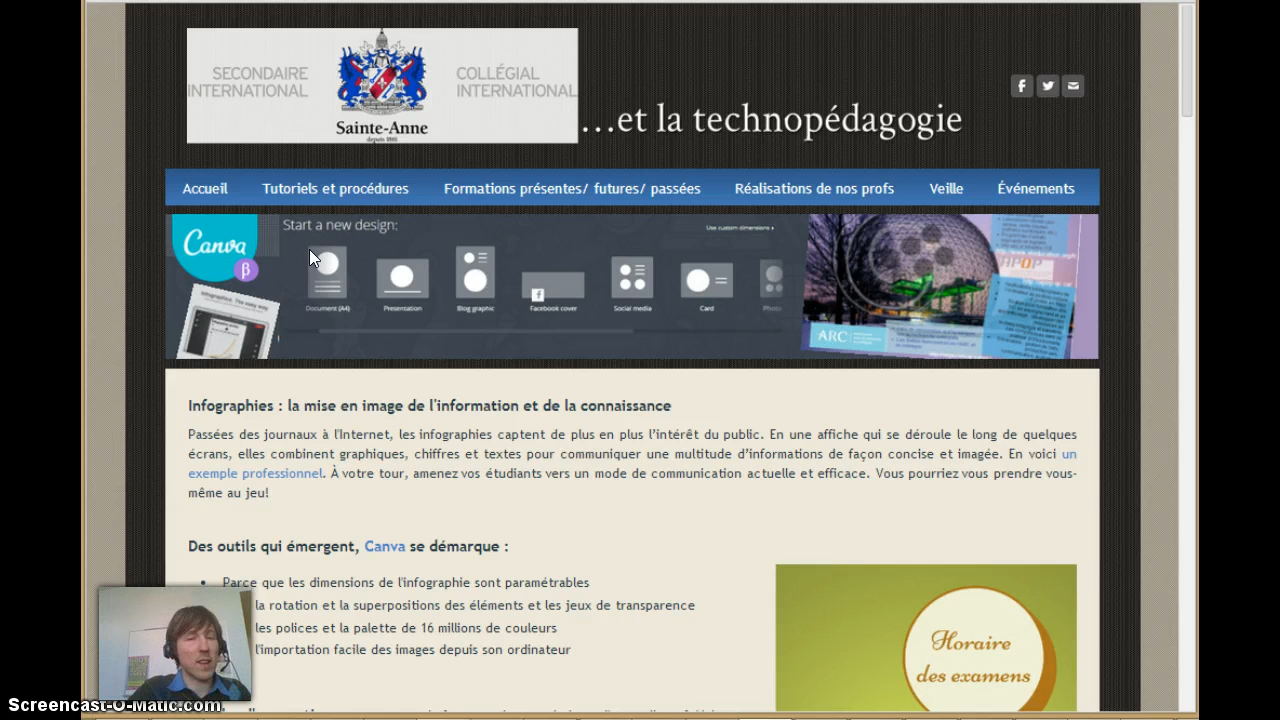 SECONDAIRE
INTERNATIONAL
COLLÉGIAL
INTERNATIONAL
Sainte-Anne
depuis 1861
...et la technopédagogie
Accueil
Tutoriels et procédures
Formations présentes/ futures/ passées
Réalisations de nos profs
Veille
Événements
Canva
β
Start a new design:
Use custom dimensions
Document (A4)
Presentation
Blog graphic
Facebook cover
Social media
Card
Photo
ARC
Infographies : la mise en image de l'information et de la connaissance
Passées des journaux à l'Internet, les infographies captent de plus en plus l’intérêt du public. En une affiche qui se déroule le long de quelques
écrans, elles combinent graphiques, chiffres et textes pour communiquer une multitude d’informations de façon concise et imagée. En voici un
exemple professionnel. À votre tour, amenez vos étudiants vers un mode de communication actuelle et efficace. Vous pourriez vous prendre vous-
même au jeu!
Des outils qui émergent, Canva se démarque :
• Parce que les dimensions de l'infographie sont paramétrables
la rotation et la superpositions des éléments et les jeux de transparence
les polices et la palette de 16 millions de couleurs
l'importation facile des images depuis son ordinateur
Horaire
des examens
Screencast-O-Matic.com